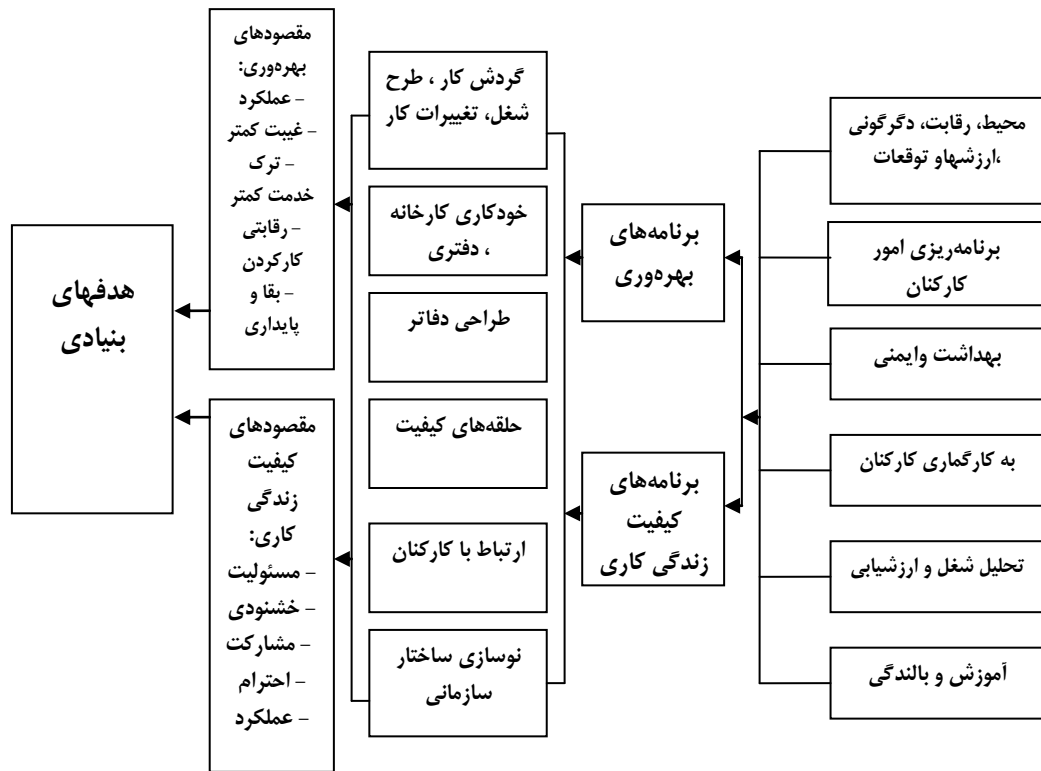 محیط، رقابت، دگرگونی
،ارزشهاو توقعات
برنامه‌ریزی امور
کارکنان
بهداشت وایمنی
به کارگماری کارکنان
تحلیل شغل و ارزشیابی
آموزش و بالندگی
برنامه‌های
بهره‌وری
برنامه‌های
کیفیت
زندگی کاری
گردش کار ، طرح
شغل، تغییرات کار
خودکاری کارخانه
، دفتری
طراحی دفاتر
حلقه‌های کیفیت
ارتباط با کارکنان
نوسازی ساختار
سازمانی
مقصودهای
بهره‌وری:
- عملکرد
- غیبت کمتر
- ترک
خدمت کمتر
- رقابتی
کارکردن
- بقا و
پایداری
مقصودهای
کیفیت
زندگی
کاری:
- مسئولیت
- خشنودی
- مشارکت
- احترام
- عملکرد
هدفهای
بنیادی